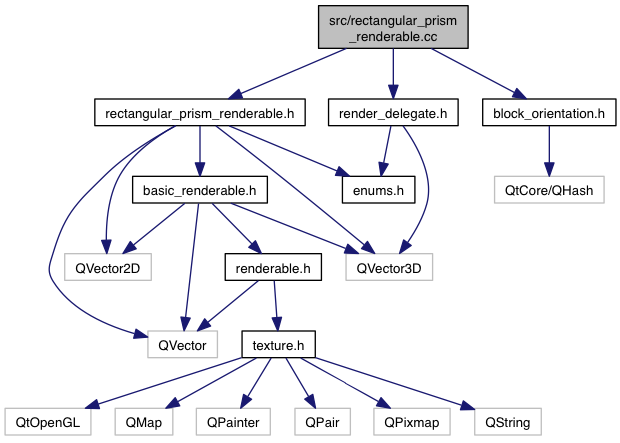 src/rectangular_prism
_renderable.cc
rectangular_prism_renderable.h
render_delegate.h
block_orientation.h
basic_renderable.h
enums.h
QtCore/QHash
QVector2D
renderable.h
QVector3D
QVector
texture.h
QtOpenGL
QMap
QPainter
QPair
QPixmap
QString